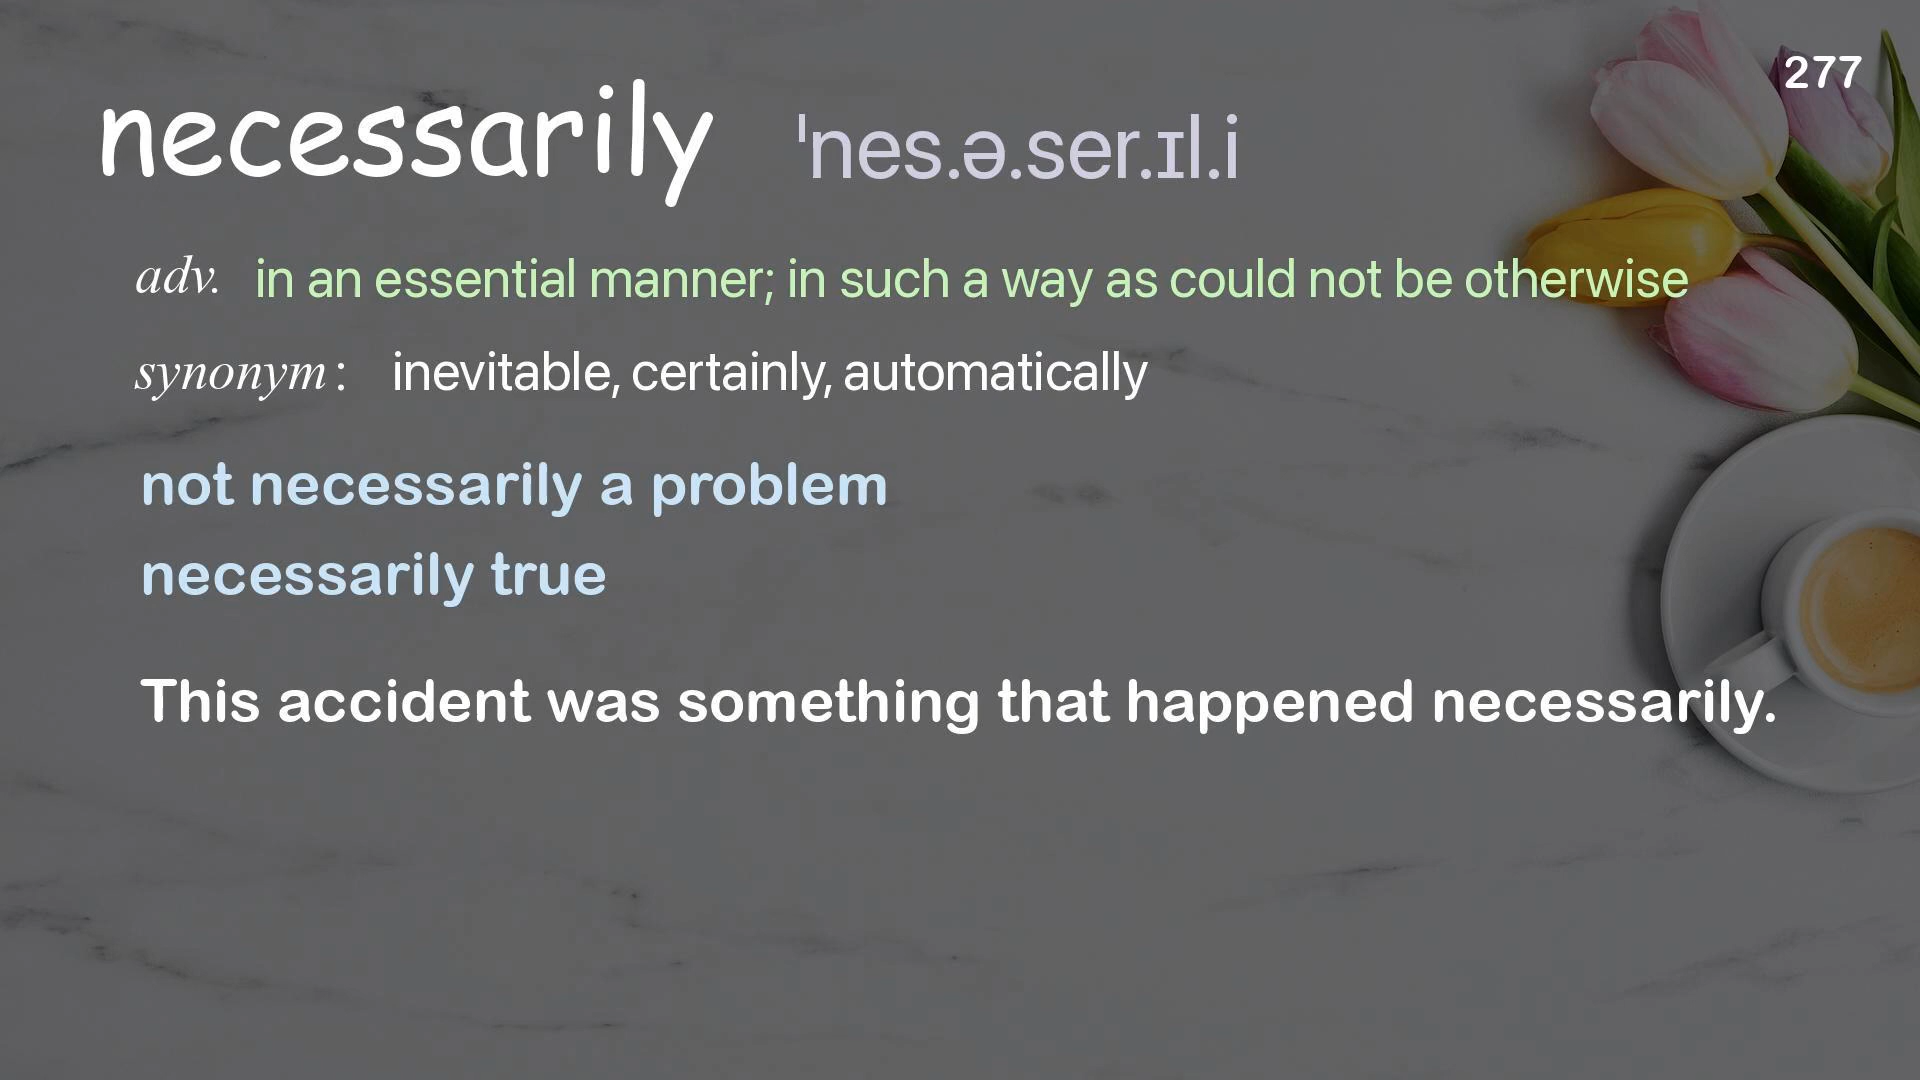 277
necessarily ˈnes.ə.ser.ɪl.i
adv. in an essential manner; in such a way as could not be otherwise
synonym : inevitable, certainly, automatically
not necessarily a problem
necessarily true
This accident was something that happened necessarily.